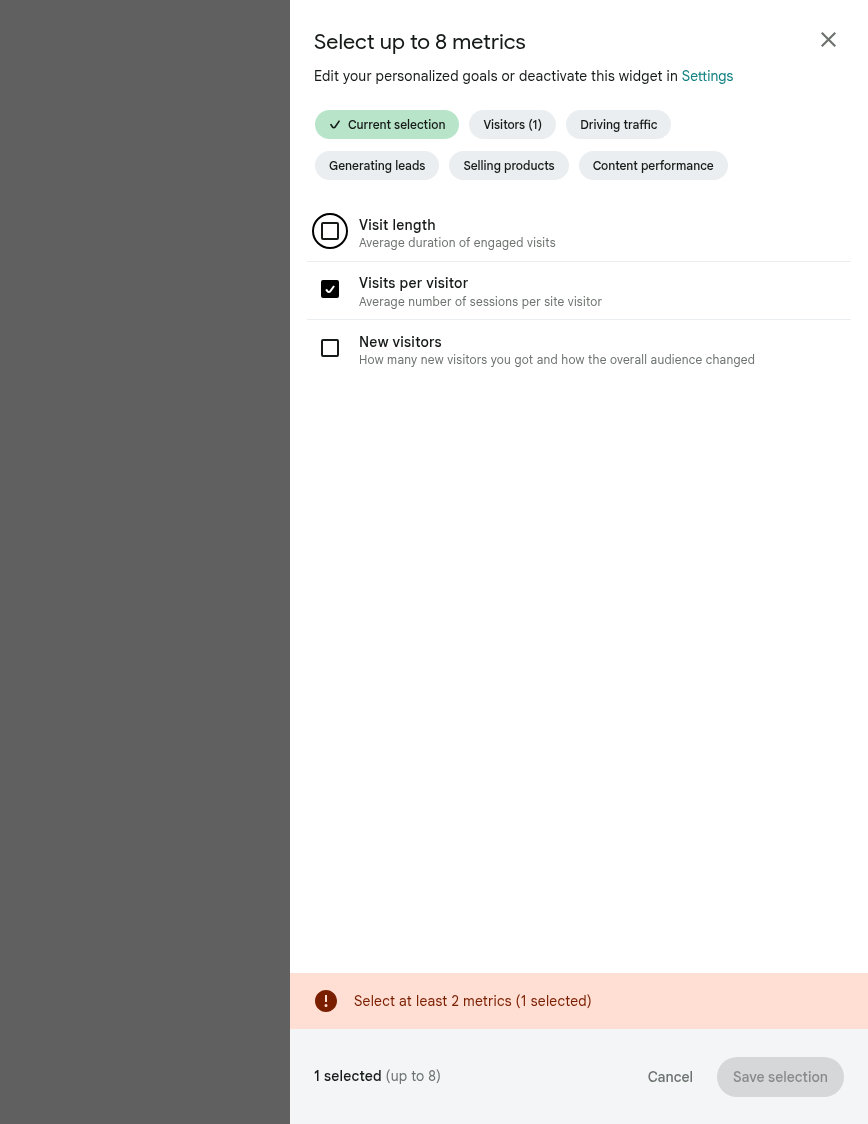 Select up to 8 metrics
Edit your personalized goals or deactivate this widget in Settings
Current selection
Visitors (1)
Driving traffic
Generating leads
Selling products
Content performance
Visit length
Average duration of engaged visits
Visits per visitor
Average number of sessions per site visitor
New visitors
How many new visitors you got and how the overall audience changed
Select at least 2 metrics (1 selected)
1 selected (up to 8)
Cancel
Save selection